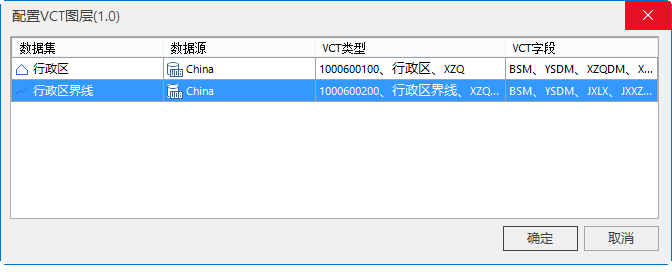 配置VCT图层(1.0)
数据集 数据源 VCT类型 VCT字段
行政区 China 1000600100、行政区、XZQ BSM、YSDM、XZQDM、X...
行政区界线 China 1000600200、行政区界线、XZQ... BSM、YSDM、JXLX、JXXZ...
确定 取消